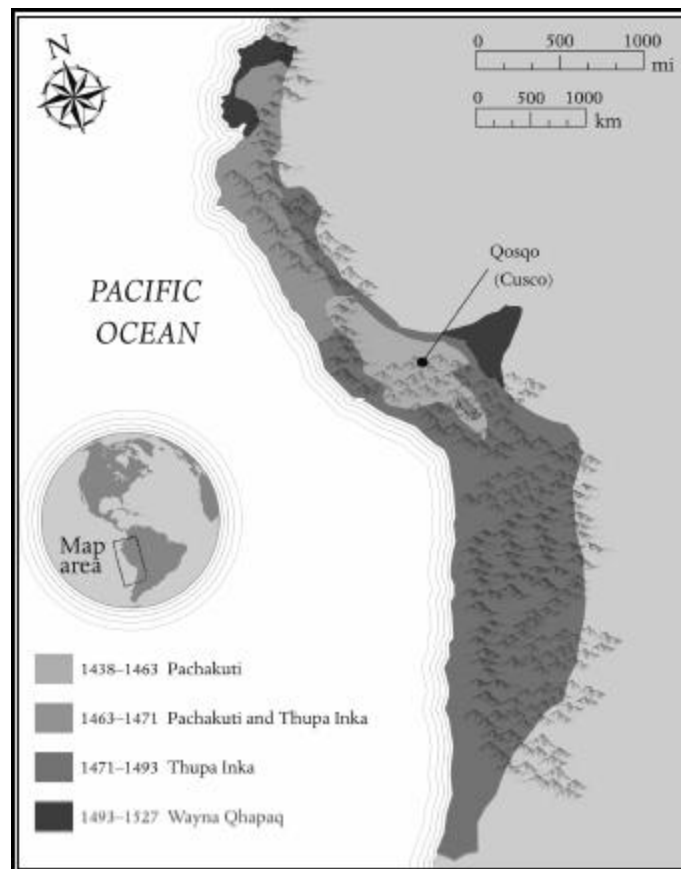 N
0 500 1000
mi
0 500 1000
km
Qosqo
(Cusco)
PACIFIC
OCEAN
Map
area
1438–1463 Pachakuti
1463–1471 Pachakuti and Thupa Inka
1471–1493 Thupa Inka
1493–1527 Wayna Qhapaq